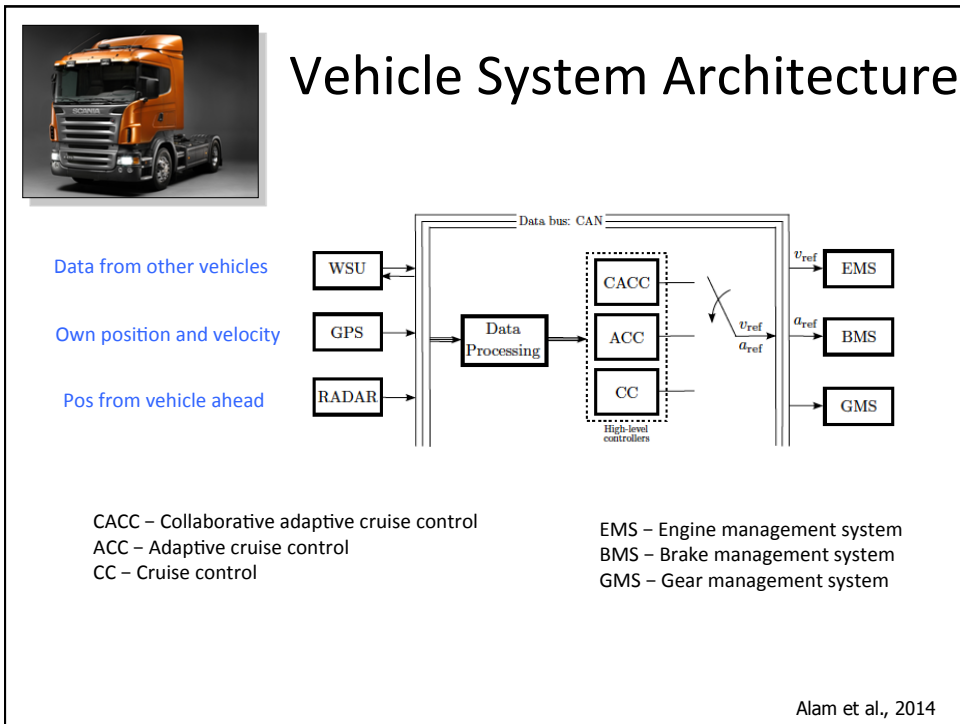 SCANIA
Vehicle System Architecture
Data bus: CAN
Data from other vehicles
WSU
CACC
v_ref
EMS
Own position and velocity
GPS
Data
Processing
ACC
v_ref
a_ref
a_ref
BMS
Pos from vehicle ahead
RADAR
CC
GMS
High-level
controllers
CACC – Collaborative adaptive cruise control
ACC – Adaptive cruise control
CC – Cruise control
EMS – Engine management system
BMS – Brake management system
GMS – Gear management system
Alam et al., 2014